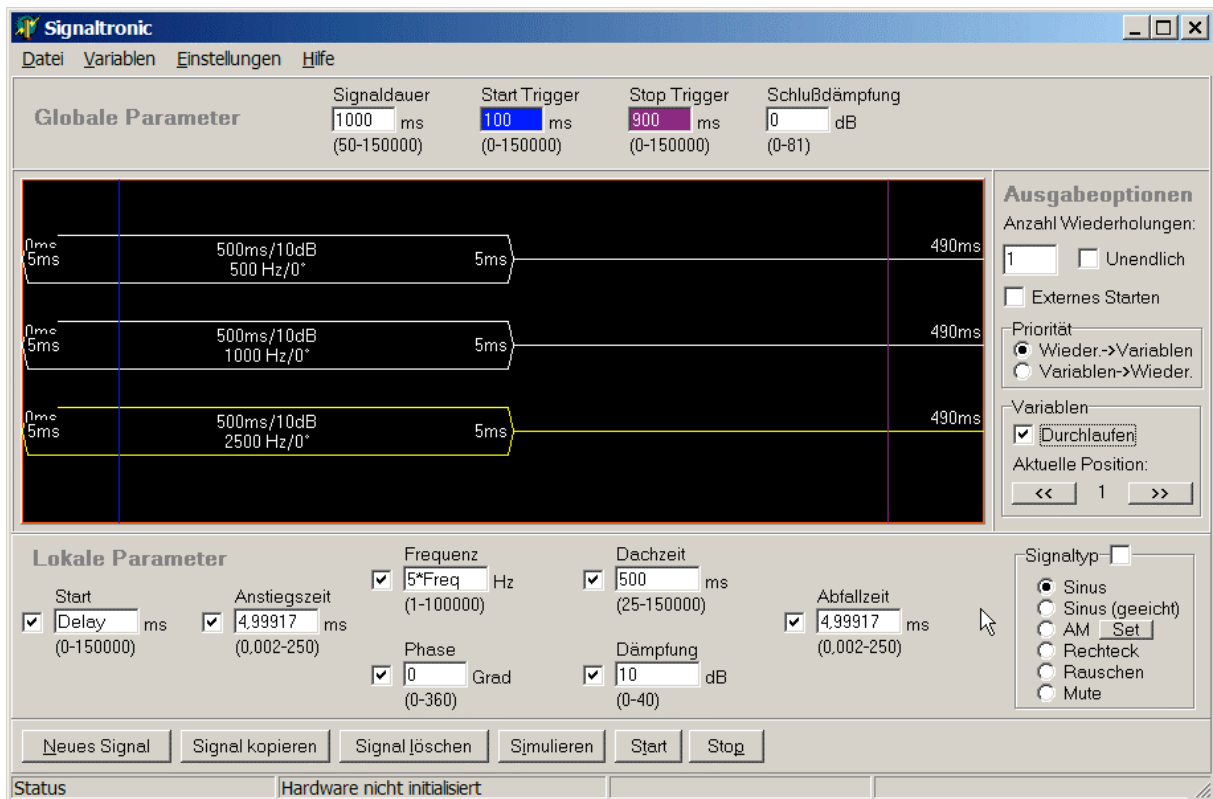 Signaltronic
Datei Variablen Einstellungen Hilfe
Globale Parameter
Signaldauer
1000 ms
(50-150000)
Start Trigger
100 ms
(0-150000)
Stop Trigger
900 ms
(0-150000)
Schlußdämpfung
0 dB
(0-81)
0ms
5ms
500ms/10dB
500 Hz/0°
5ms
490ms
0ms
5ms
500ms/10dB
1000 Hz/0°
5ms
490ms
0ms
5ms
500ms/10dB
2500 Hz/0°
5ms
490ms
Ausgabeoptionen
Anzahl Wiederholungen:
1 Unendlich
Externes Starten
Priorität
Wieder.->Variablen
Variablen->Wieder.
Variablen
Durchlaufen
Aktuelle Position:
<< 1 >>
Lokale Parameter
Start
Delay ms
(0-150000)
Anstiegszeit
4,99917 ms
(0,002-250)
Frequenz
5*Freq Hz
(1-100000)
Phase
0 Grad
(0-360)
Dachzeit
500 ms
(25-150000)
Dämpfung
10 dB
(0-40)
Abfallzeit
4,99917 ms
(0,002-250)
Signaltyp
Sinus
Sinus (geeicht)
AM Set
Rechteck
Rauschen
Mute
Neues Signal Signal kopieren Signal löschen Simulieren Start Stop
Status Hardware nicht initialisiert